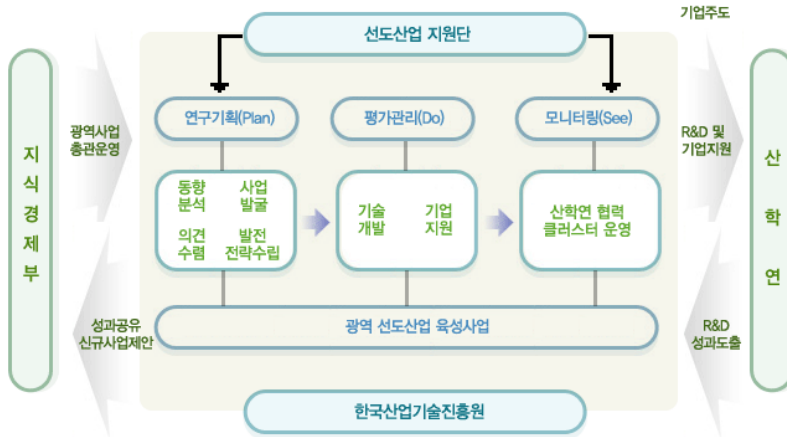 기업주도
선도산업 지원단
지식경제부
광역사업
총관운영
연구기획(Plan)
평가관리(Do)
모니터링(See)
R&D 및
기업지원
산학연
동향 사업
분석 발굴
의견 발전
수렴 전략수립
기술 기업
개발 지원
산학연 협력
클러스터 운영
성과공유
신규사업제안
광역 선도산업 육성사업
R&D
성과도출
한국산업기술진흥원